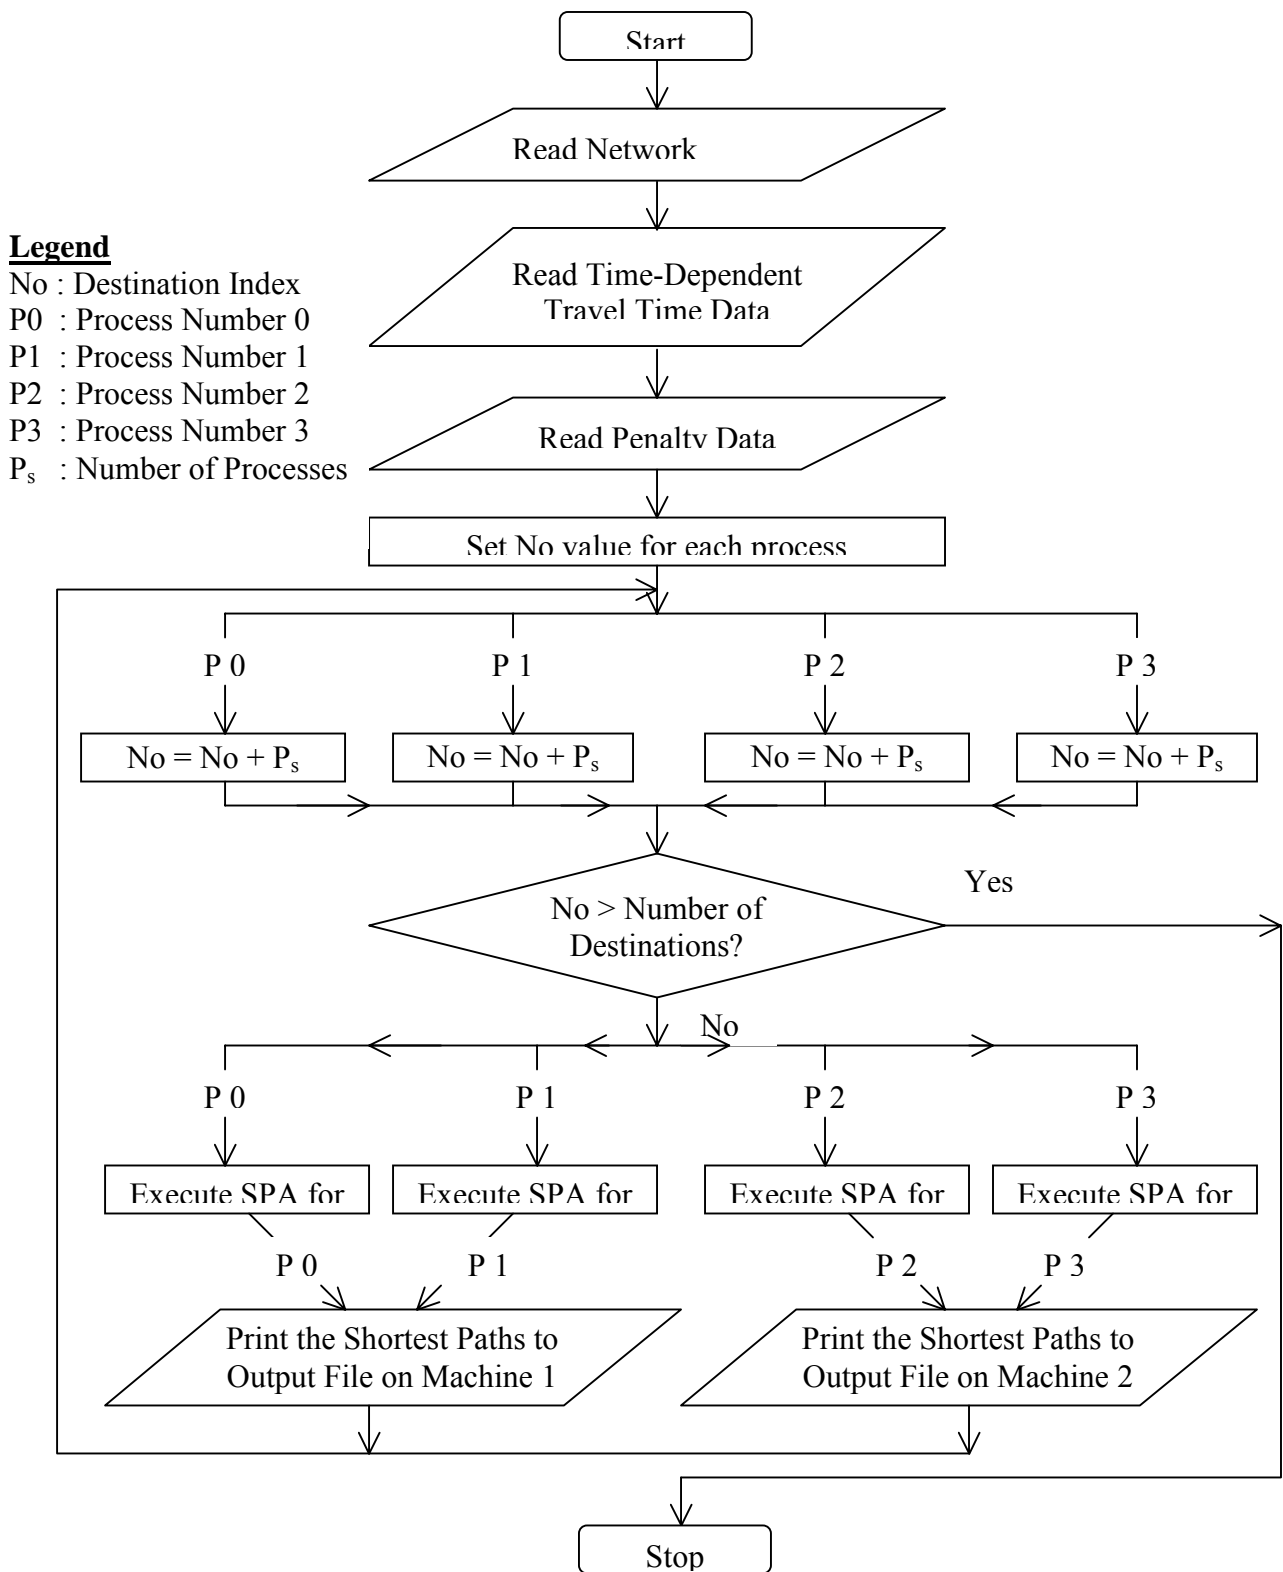 Start
Read Network
Legend
No : Destination Index
P0 : Process Number 0
P1 : Process Number 1
P2 : Process Number 2
P3 : Process Number 3
Ps : Number of Processes
Read Time-Dependent
Travel Time Data
Read Penalty Data
Set No value for each process
P 0
P 1
P 2
P 3
No = No + Ps
No = No + Ps
No = No + Ps
No = No + Ps
Yes
No > Number of
Destinations?
No
P 0
P 1
P 2
P 3
Execute SPA for
Execute SPA for
Execute SPA for
Execute SPA for
P 0
P 1
P 2
P 3
Print the Shortest Paths to
Output File on Machine 1
Print the Shortest Paths to
Output File on Machine 2
Stop